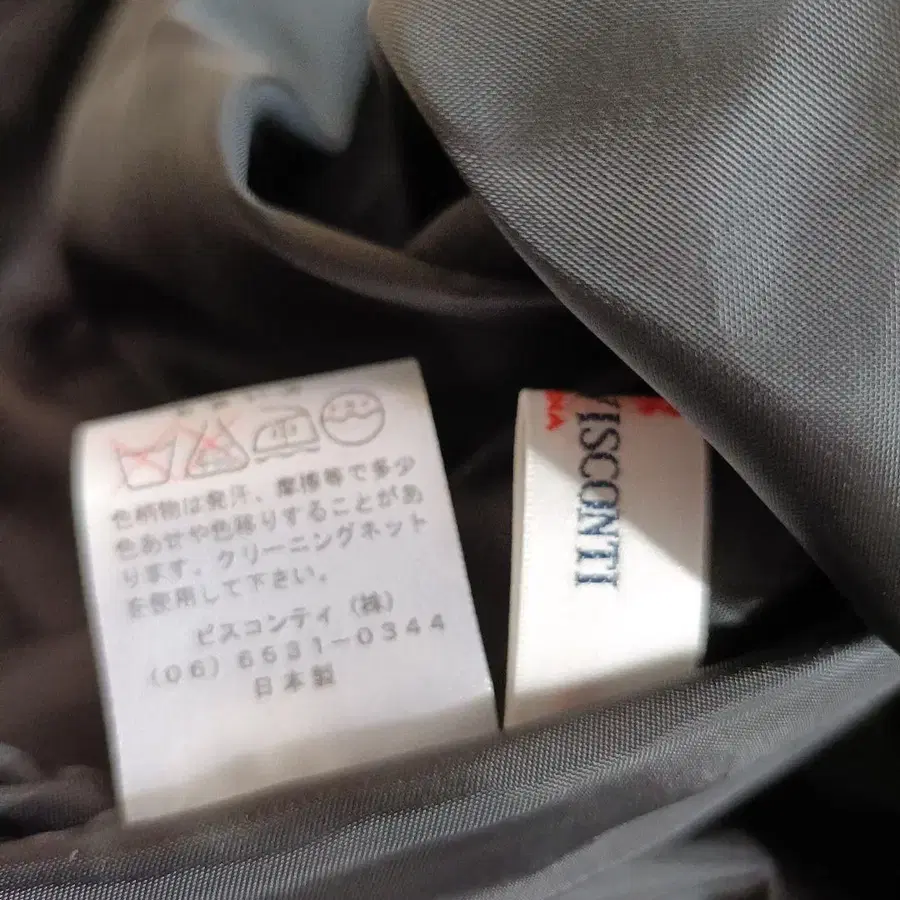 色柄物は発汗、摩擦等で多少
色あせや色移りすることがあ
ります。クリーニングネット
を使用して下さい。
ビスコンティ（株）
(06) 6631-0344
日本製
VISCONTI